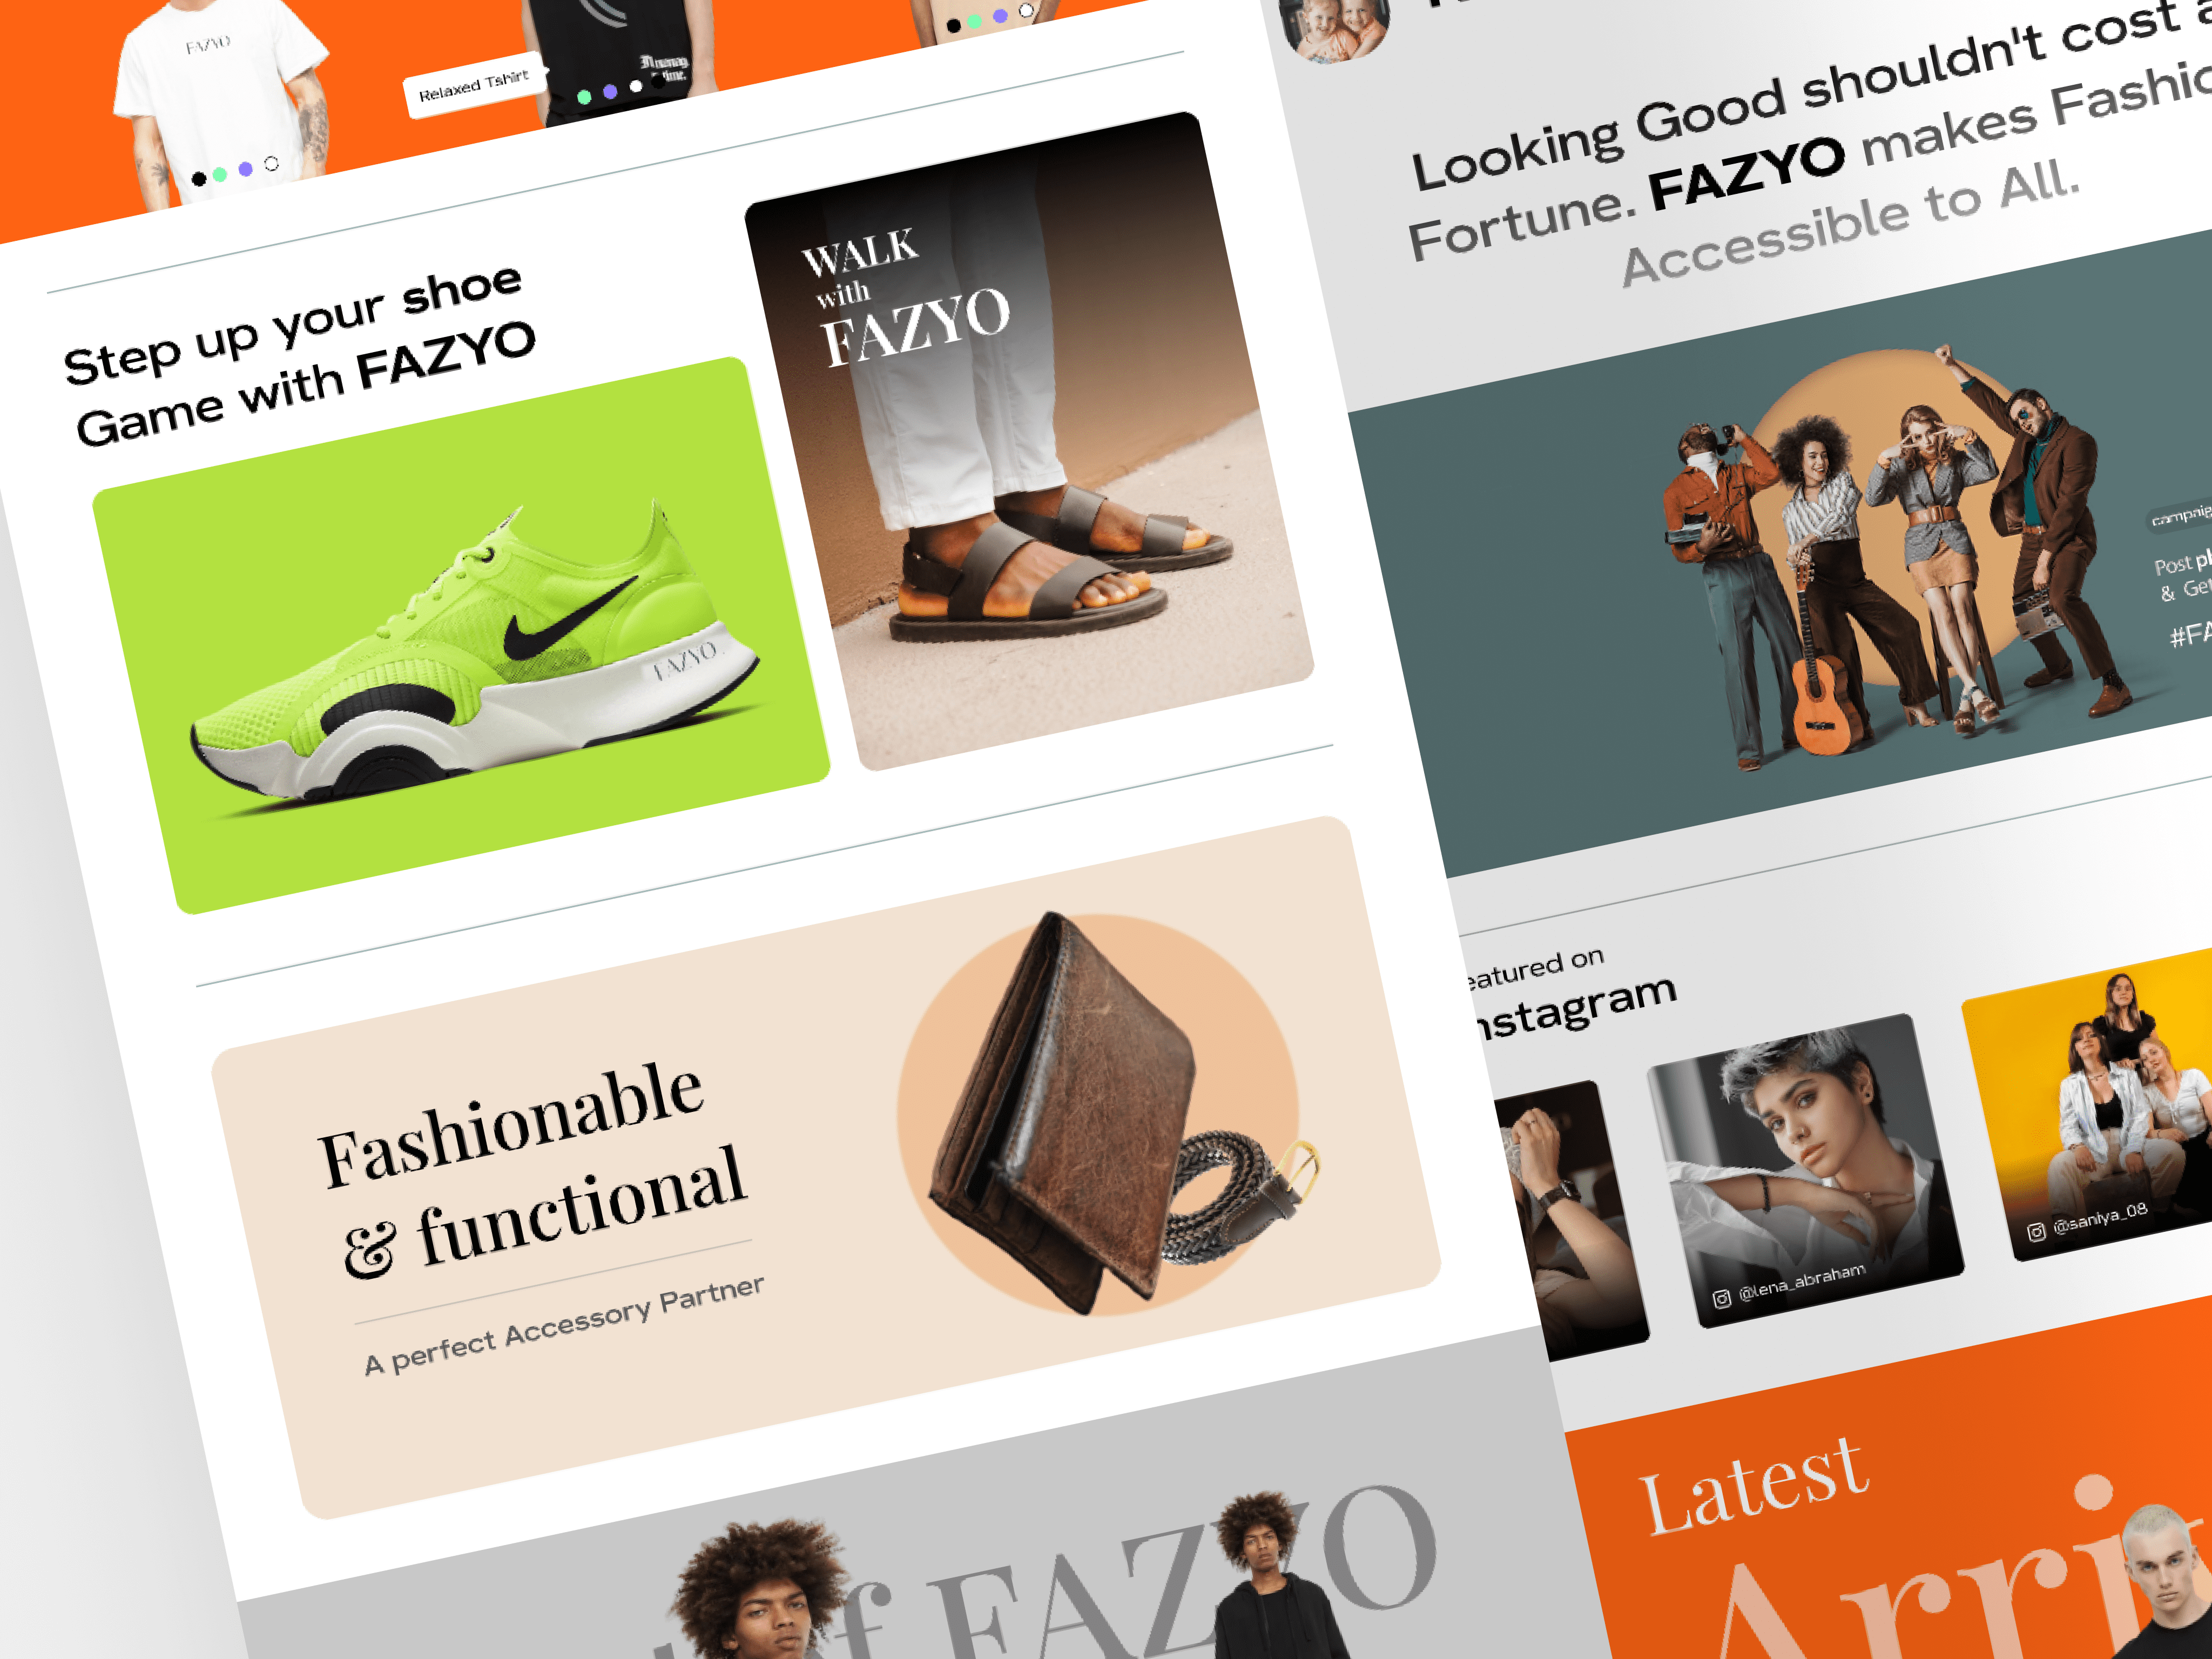 FAZYO
Relaxed Tshirt
Step up your shoe
Game with FAZYO
WALK
with
FAZYO
FAZYO
Fashionable
& functional
A perfect Accessory Partner
of FAZYO
Looking Good shouldn't cost a
Fortune. FAZYO makes Fashio
Accessible to All.
campaig
Post pl
& Get
#FA
eatured on
nstagram
@lena_abraham
@saniya_08
Latest
Arri